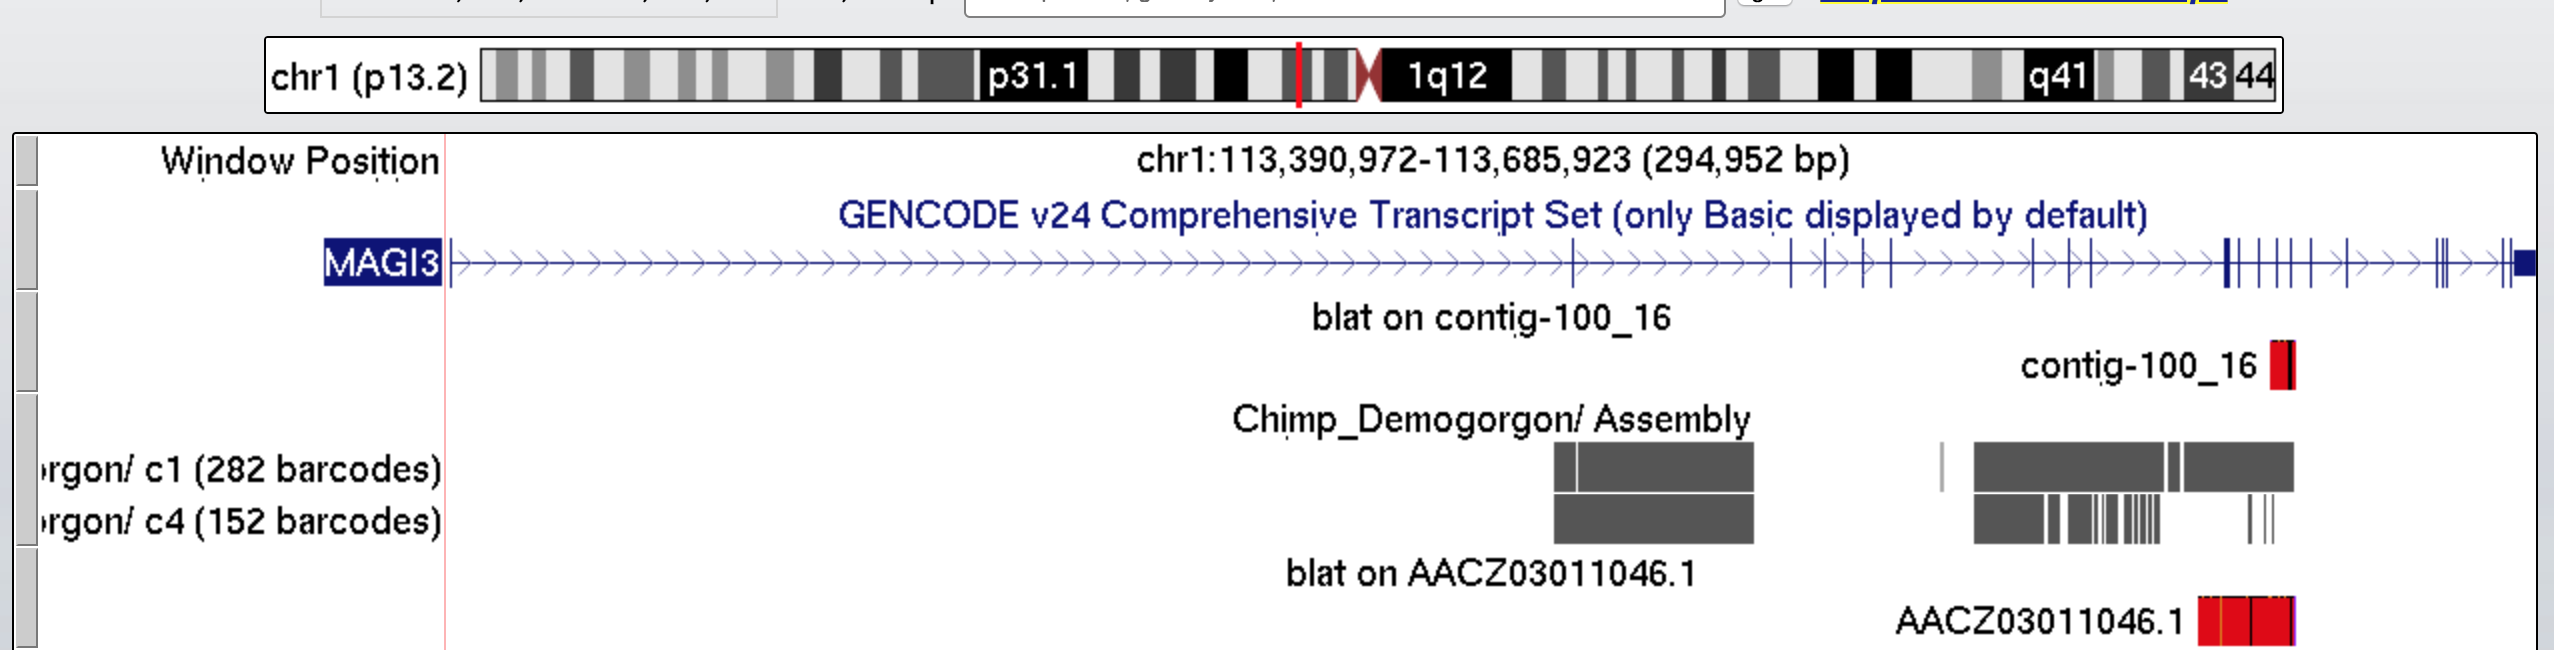 chr1 (p13.2) p31.1 1q12 q41 43 44
Window Position chr1:113,390,972-113,685,923 (294,952 bp)
GENCODE v24 Comprehensive Transcript Set (only Basic displayed by default)
MAGI3
blat on contig-100_16
contig-100_16
Chimp_Demogorgon/ Assembly
rgon/ c1 (282 barcodes)
rgon/ c4 (152 barcodes)
blat on AACZ03011046.1
AACZ03011046.1